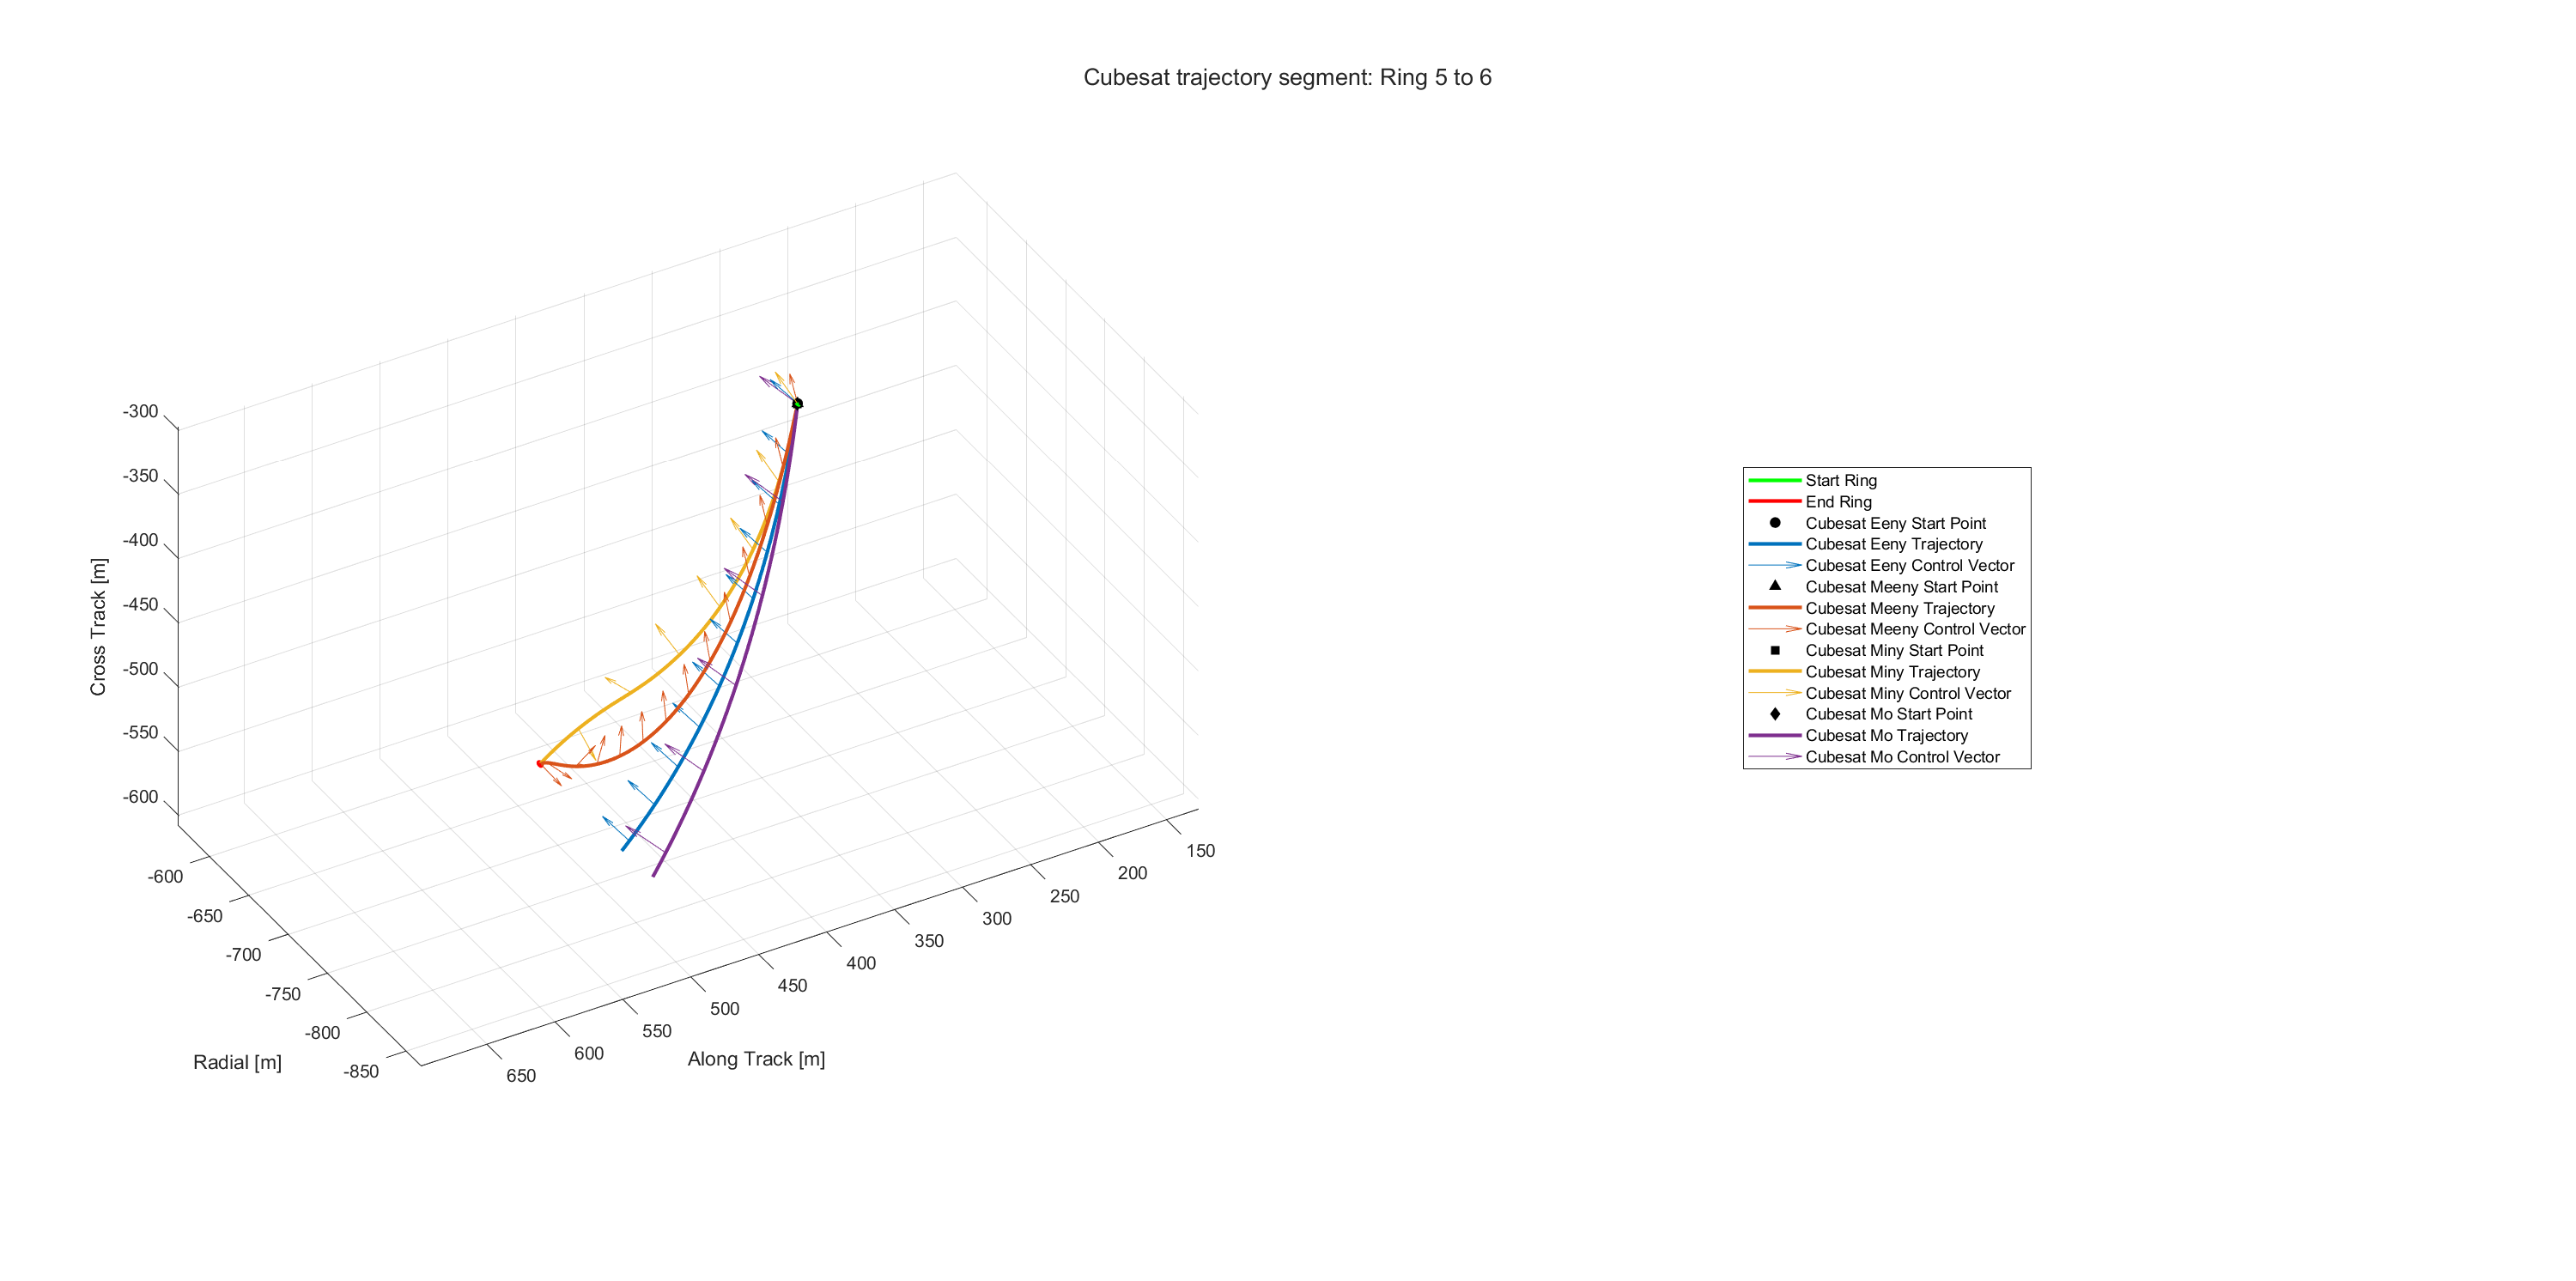 Cubesat trajectory segment: Ring 5 to 6
-300
-350
-400
-450
-500
-550
-600
Cross Track [m]
-600
-650
-700
-750
-800
-850
Radial [m]
650
600
550
500
450
400
350
300
250
200
150
Along Track [m]
Start Ring
End Ring
Cubesat Eeny Start Point
Cubesat Eeny Trajectory
Cubesat Eeny Control Vector
Cubesat Meeny Start Point
Cubesat Meeny Trajectory
Cubesat Meeny Control Vector
Cubesat Miny Start Point
Cubesat Miny Trajectory
Cubesat Miny Control Vector
Cubesat Mo Start Point
Cubesat Mo Trajectory
Cubesat Mo Control Vector